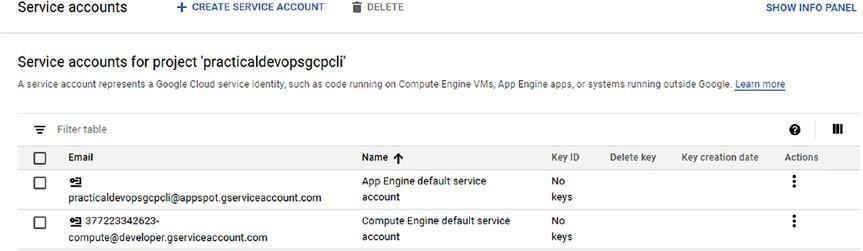 Service accounts + CREATE SERVICE ACCOUNT DELETE SHOW INFO PANEL
Service accounts for project 'practicaldevopsgcpcli'
A service account represents a Google Cloud service identity, such as code running on Compute Engine VMs, App Engine apps, or systems running outside Google. Learn more
Filter table
Email Name Key ID Delete key Key creation date Actions
App Engine default service No
practicaldevopsgcpcli@appspot.gserviceaccount.com account keys
377223342623- Compute Engine default service No
compute@developer.gserviceaccount.com account keys